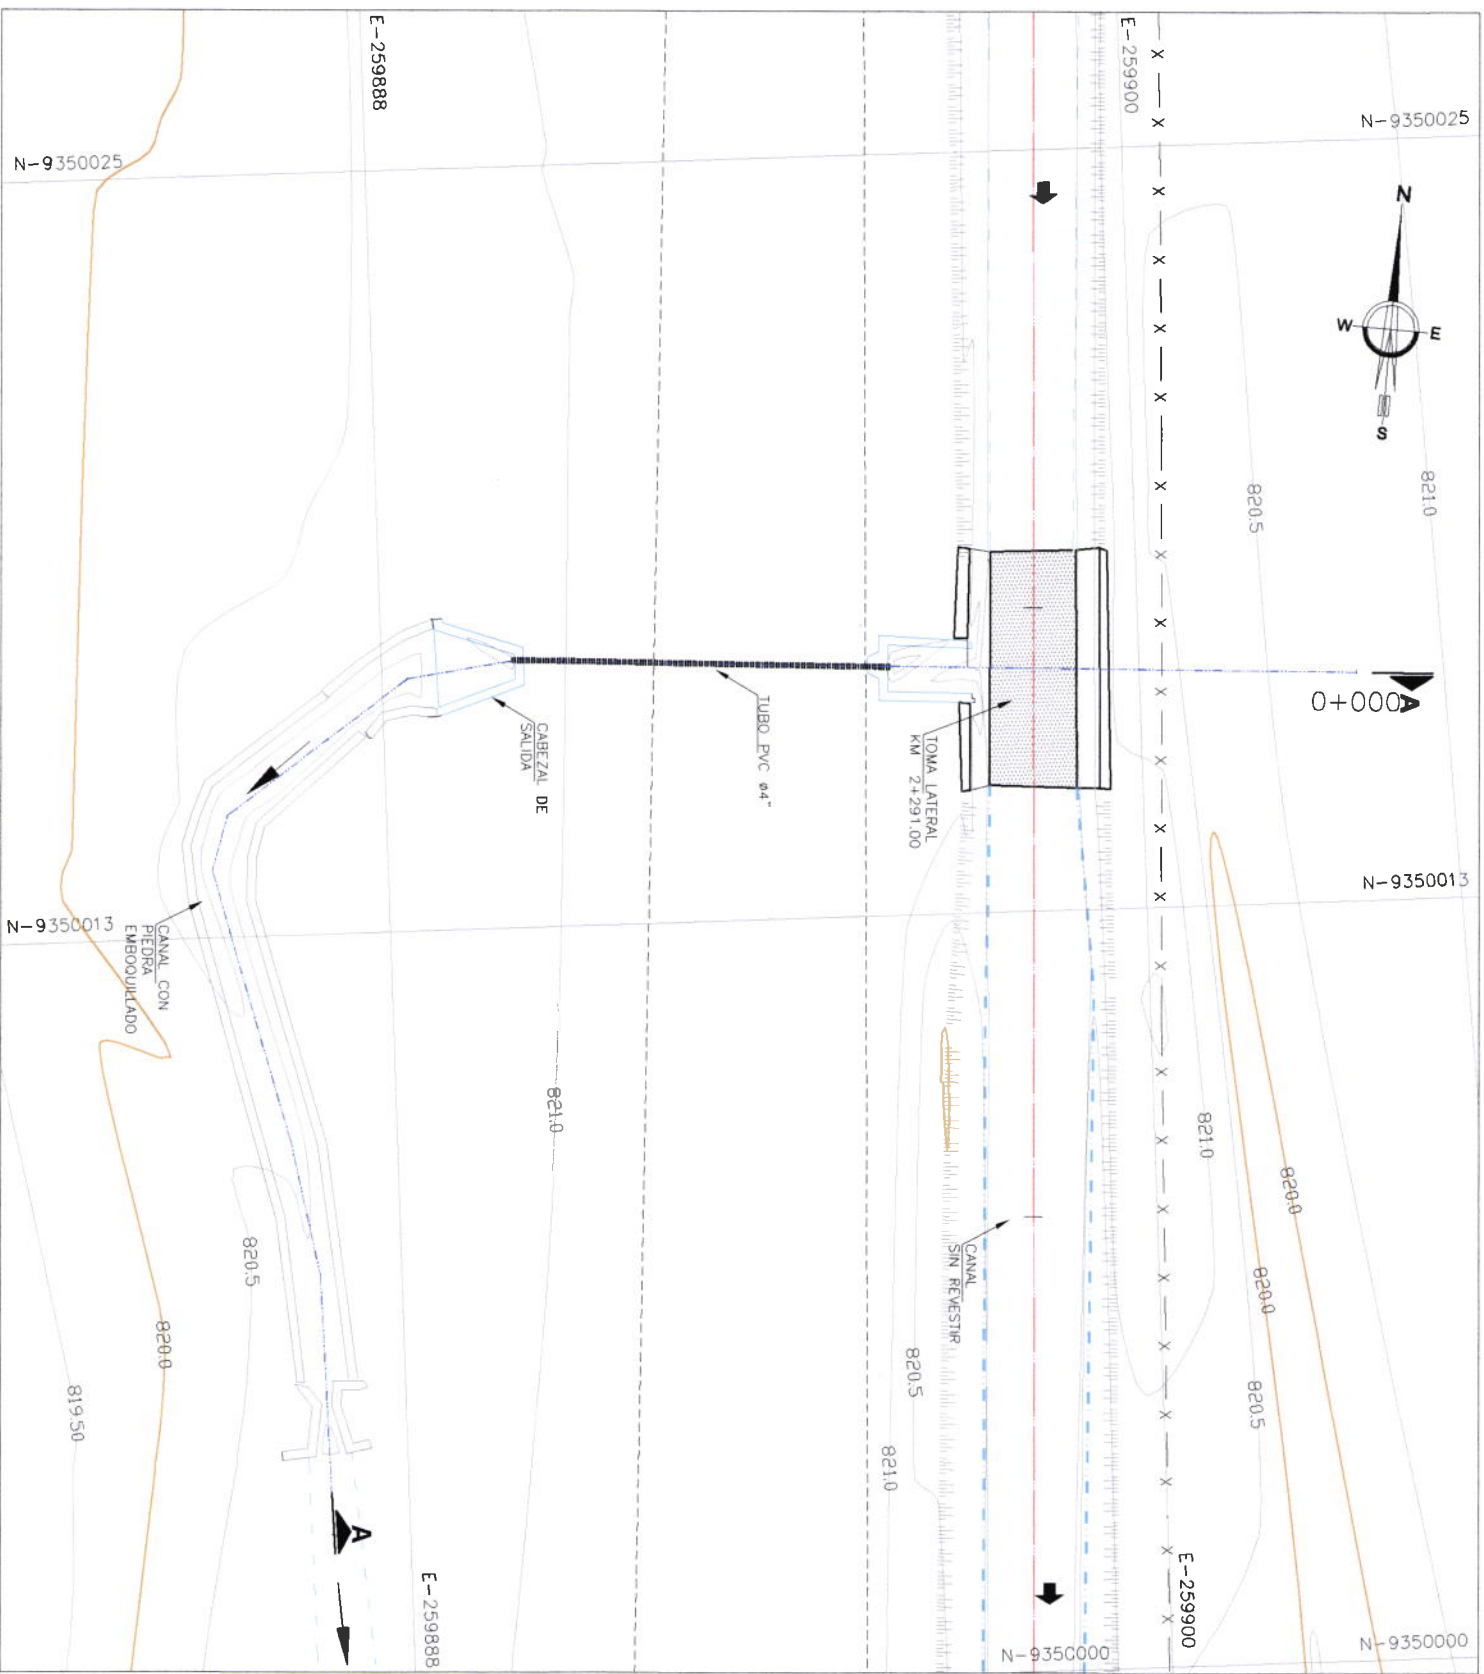 E-259888
E-259900
N-9350025
N-9350025
N
W
E
S
821.0
820.5
A
0+000
TOMA LATERAL
KM 2+291.00
TUBO PVC ø4"
CABEZAL DE
SALIDA
N-9350013
N-9350013
CANAL CON
PIEDRA
EMBOQUILLADO
821.0
821.0
820.0
820.0
820.5
CANAL
SIN REVESTIR
820.5
820.0
819.50
820.5
821.0
A
E-259888
E-259900
N-9350000
N-9350000